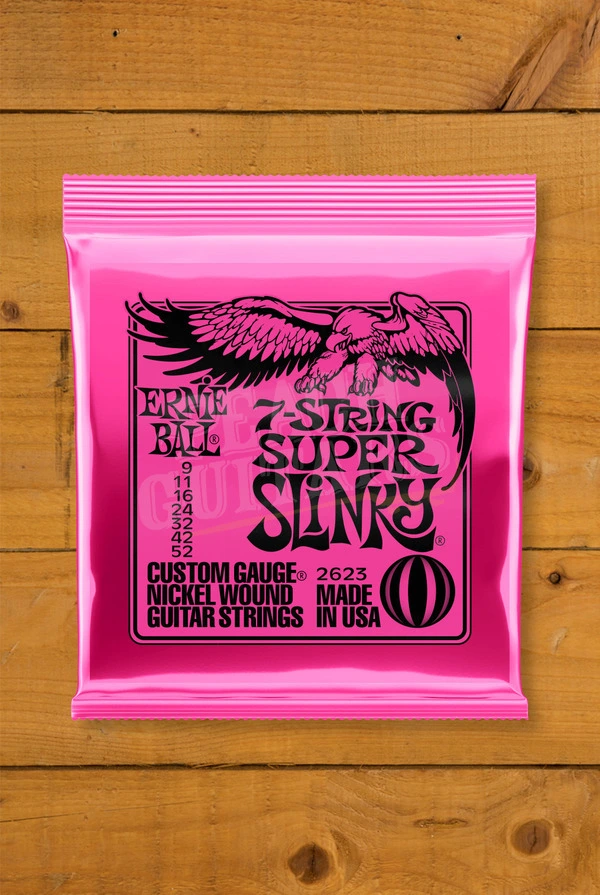 ERNIE
BALL®
7-STRING
SUPER
SLINKY®
9
11
16
24
32
42
52
CUSTOM GAUGE®
NICKEL WOUND
GUITAR STRINGS
2623
MADE
IN USA